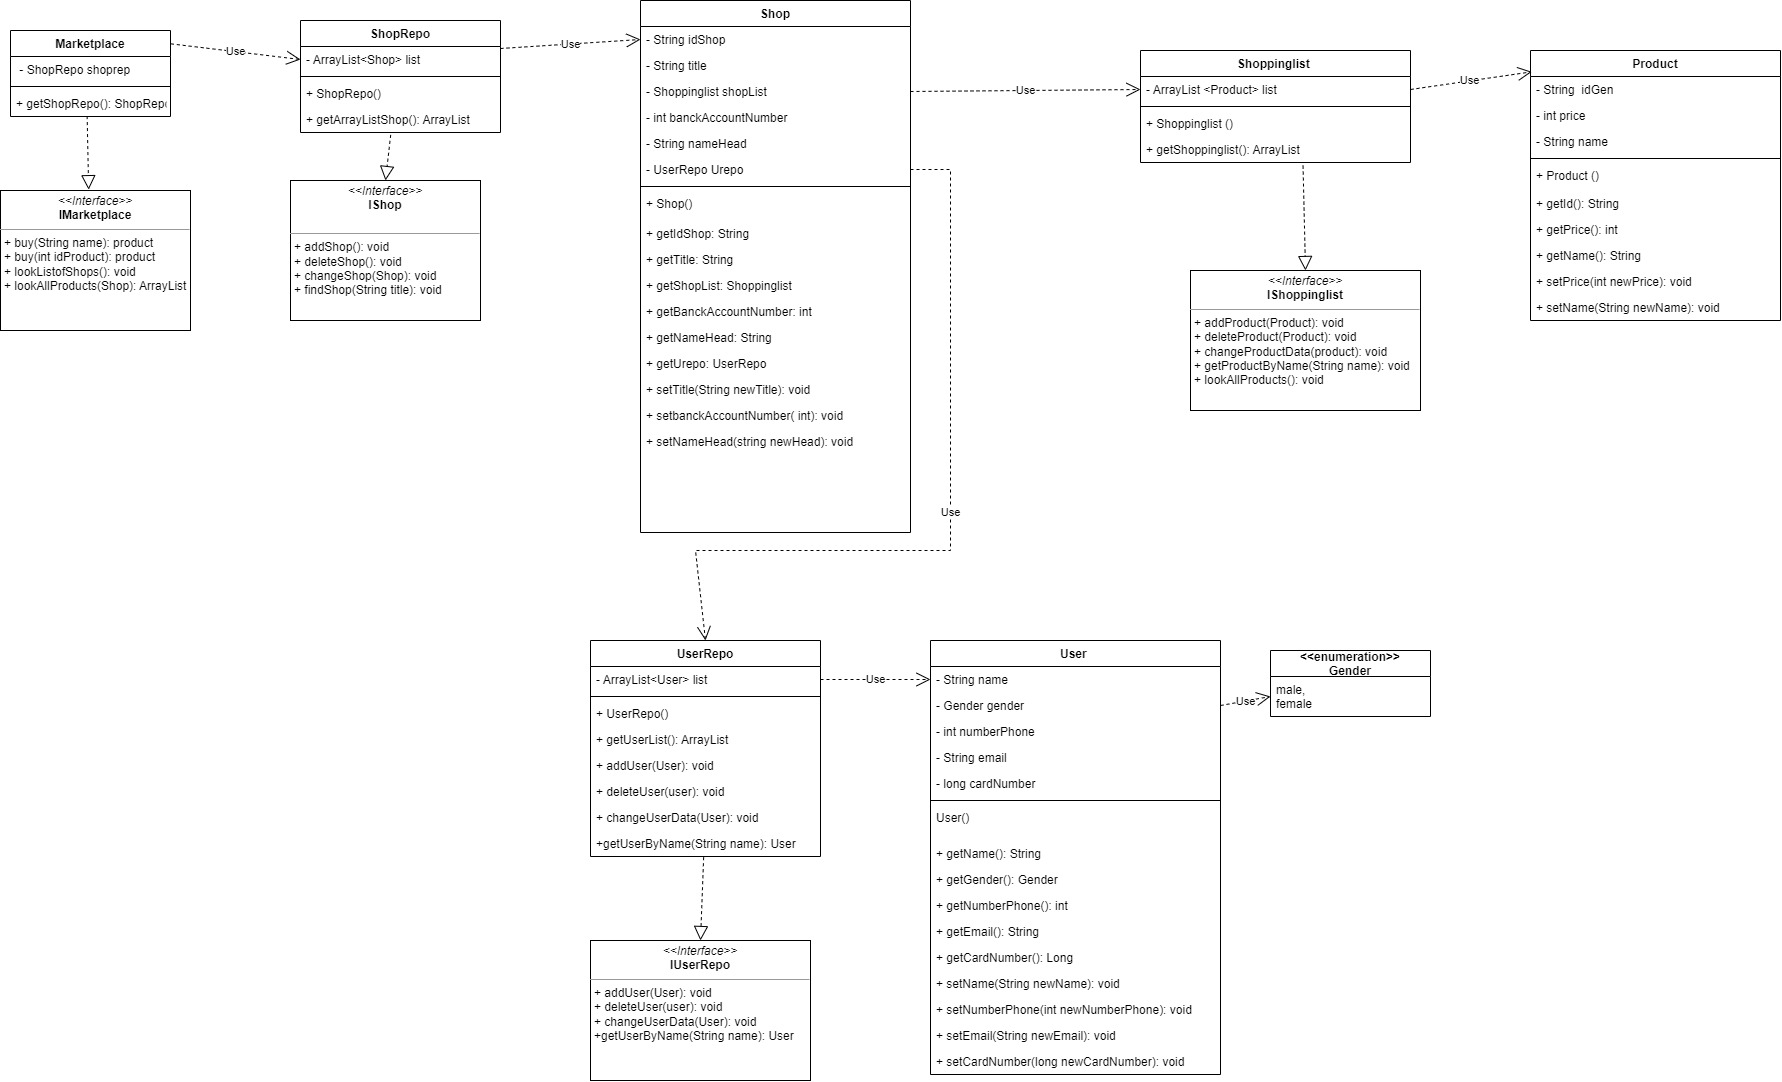 Marketplace
- ShopRepo shoprep
+ getShopRepo(): ShopRepo
Use
<<Interface>>
IMarketplace
+ buy(String name): product
+ buy(int idProduct): product
+ lookListofShops(): void
+ lookAllProducts(Shop): ArrayList
ShopRepo
- ArrayList<Shop> list
+ ShopRepo()
+ getArrayListShop(): ArrayList
Use
<<Interface>>
IShop
+ addShop(): void
+ deleteShop(): void
+ changeShop(Shop): void
+ findShop(String title): void
Shop
- String idShop
- String title
- Shoppinglist shopList
- int banckAccountNumber
- String nameHead
- UserRepo Urepo
+ Shop()
+ getIdShop: String
+ getTitle: String
+ getShopList: Shoppinglist
+ getBanckAccountNumber: int
+ getNameHead: String
+ getUrepo: UserRepo
+ setTitle(String newTitle): void
+ setbanckAccountNumber( int): void
+ setNameHead(string newHead): void
Use
Use
Shoppinglist
- ArrayList <Product> list
+ Shoppinglist ()
+ getShoppinglist(): ArrayList
Use
<<Interface>>
IShoppinglist
+ addProduct(Product): void
+ deleteProduct(Product): void
+ changeProductData(product): void
+ getProductByName(String name): void
+ lookAllProducts(): void
Product
- String  idGen
- int price
- String name
+ Product ()
+ getId(): String
+ getPrice(): int
+ getName(): String
+ setPrice(int newPrice): void
+ setName(String newName): void
UserRepo
- ArrayList<User> list
+ UserRepo()
+ getUserList(): ArrayList
+ addUser(User): void
+ deleteUser(user): void
+ changeUserData(User): void
+getUserByName(String name): User
Use
<<Interface>>
IUserRepo
+ addUser(User): void
+ deleteUser(user): void
+ changeUserData(User): void
+getUserByName(String name): User
User
- String name
- Gender gender
- int numberPhone
- String email
- long cardNumber
User()
+ getName(): String
+ getGender(): Gender
+ getNumberPhone(): int
+ getEmail(): String
+ getCardNumber(): Long
+ setName(String newName): void
+ setNumberPhone(int newNumberPhone): void
+ setEmail(String newEmail): void
+ setCardNumber(long newCardNumber): void
Use
<<enumeration>>
Gender
male,
female